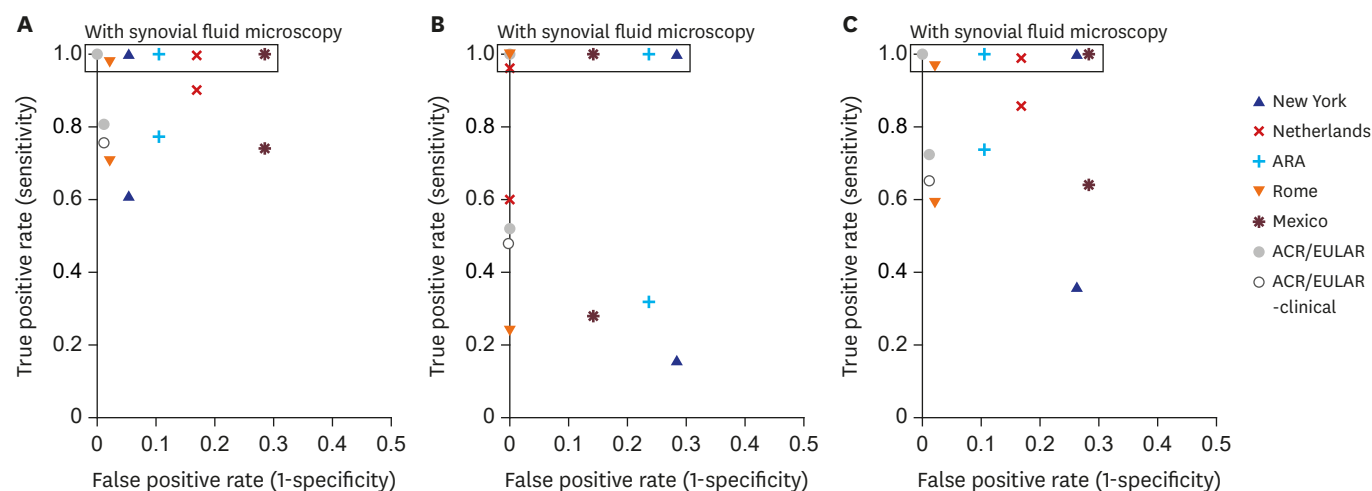 A
With synovial fluid microscopy
1.0
0.8
0.6
0.4
0.2
0
0
0.1
0.2
0.3
0.4
0.5
True positive rate (sensitivity)
False positive rate (1-specificity)
B
With synovial fluid microscopy
1.0
0.8
0.6
0.4
0.2
0
0
0.1
0.2
0.3
0.4
0.5
True positive rate (sensitivity)
False positive rate (1-specificity)
C
With synovial fluid microscopy
1.0
0.8
0.6
0.4
0.2
0
0
0.1
0.2
0.3
0.4
0.5
True positive rate (sensitivity)
False positive rate (1-specificity)
New York
Netherlands
ARA
Rome
Mexico
ACR/EULAR
ACR/EULAR
-clinical